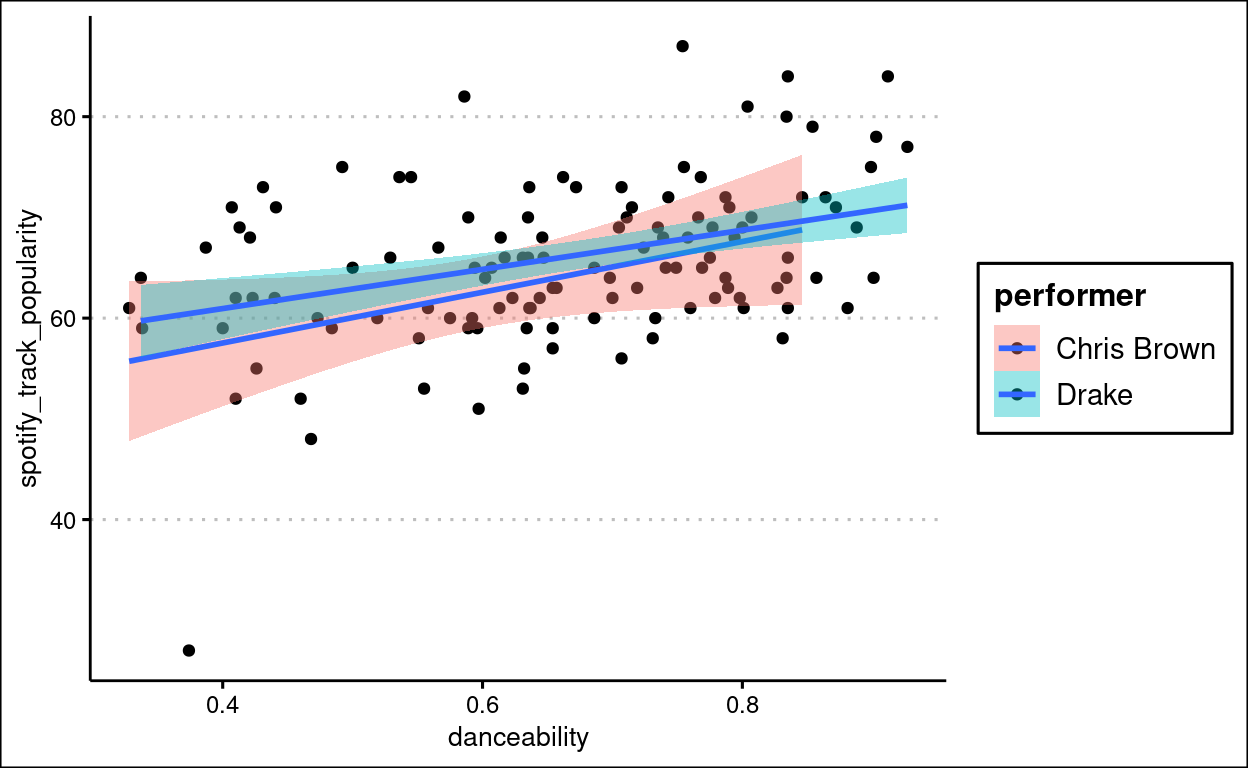 spotify_track_popularity
80
60
40
0.4
0.6
0.8
danceability
performer
Chris Brown
Drake